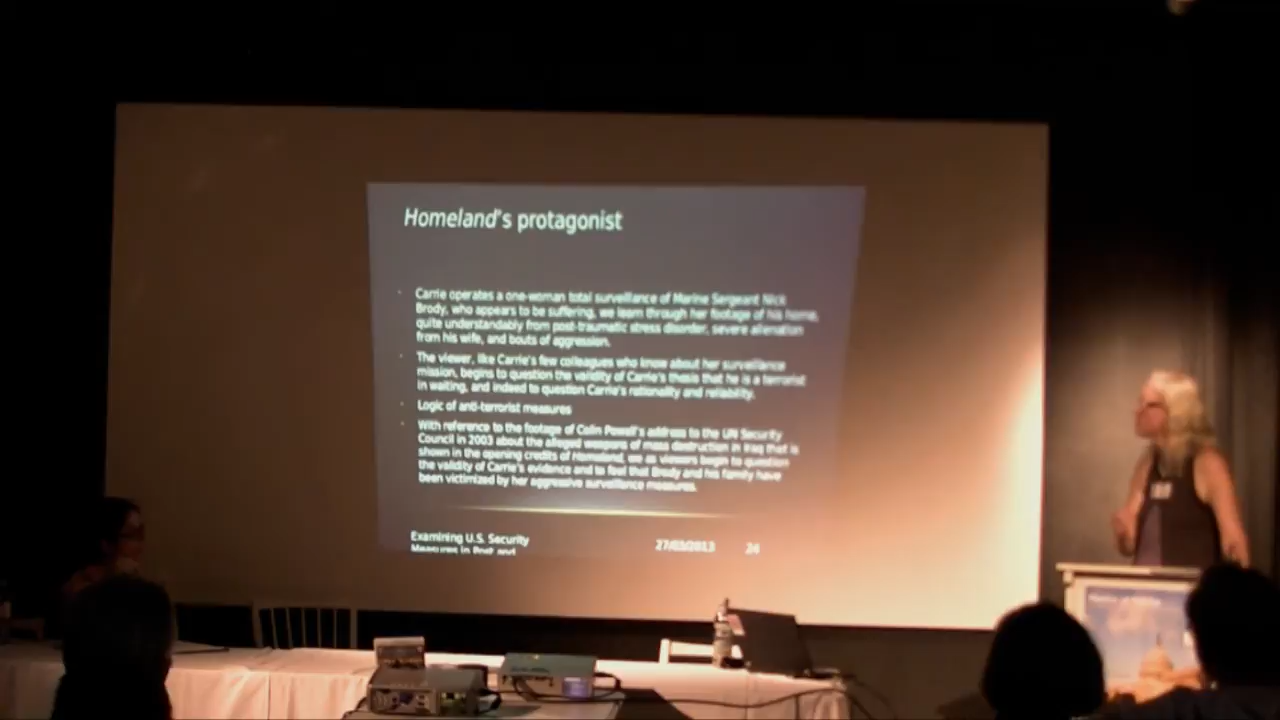 Homeland's protagonist
Carrie operates a one-woman total surveillance of Marine Sergeant Nick
Brody, who appears to be suffering, we learn through her footage of his home,
quite understandably from post-traumatic stress disorder, severe alienation
from his wife, and bouts of aggression.
The viewer, like Carrie's few colleagues who know about her surveillance
mission, begins to question the validity of Carrie's thesis that he is a terrorist
in waiting, and indeed to question Carrie's rationality and reliability.
Logic of anti-terrorist measures
With reference to the footage of Colin Powell's address to the UN Security
Council in 2003 about the alleged weapons of mass destruction in Iraq that is
shown in the opening credits of Homeland, we as viewers begin to question
the validity of Carrie's evidence and to feel that Brody and his family have
been victimized by her aggressive surveillance measures.
Examining U.S. Security
Measures in Post and
27/03/2013